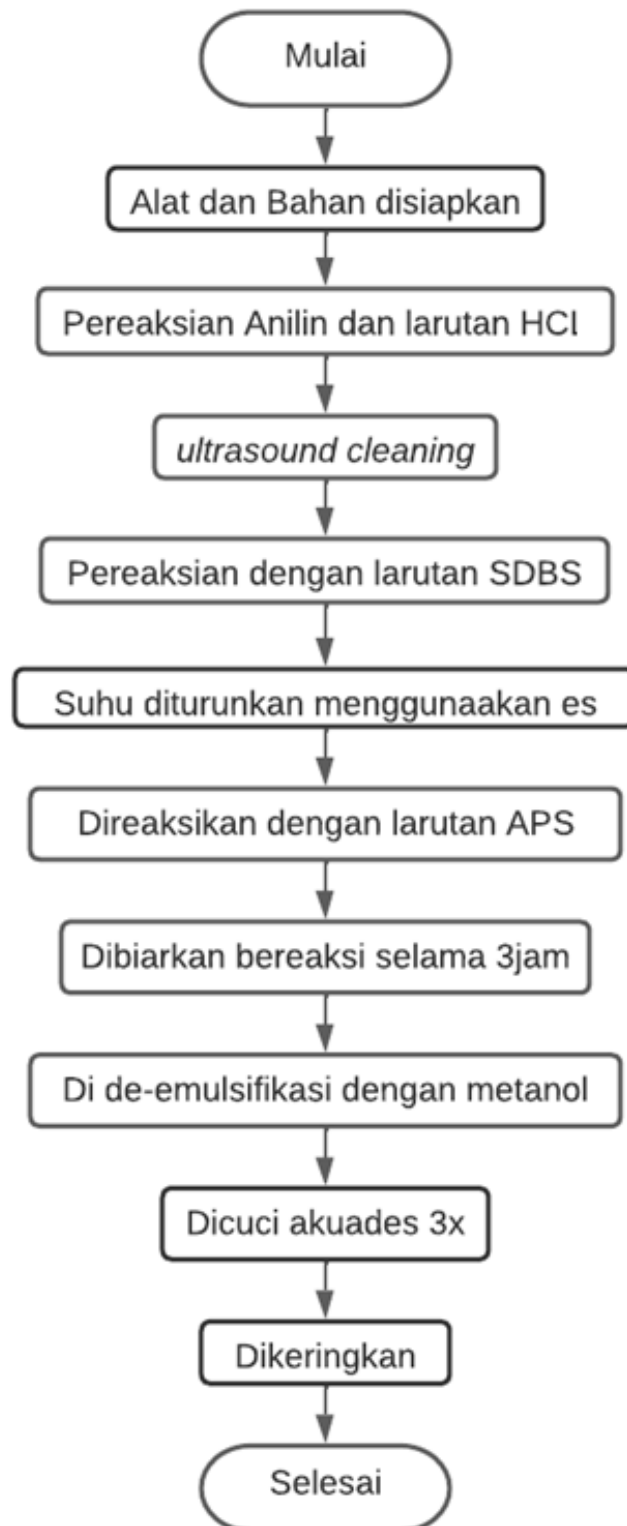 Mulai
Alat dan Bahan disiapkan
Pereaksian Anilin dan larutan HCl
ultrasound cleaning
Pereaksian dengan larutan SDBS
Suhu diturunkan menggunaakan es
Direaksikan dengan larutan APS
Dibiarkan bereaksi selama 3jam
Di de-emulsifikasi dengan metanol
Dicuci akuades 3x
Dikeringkan
Selesai